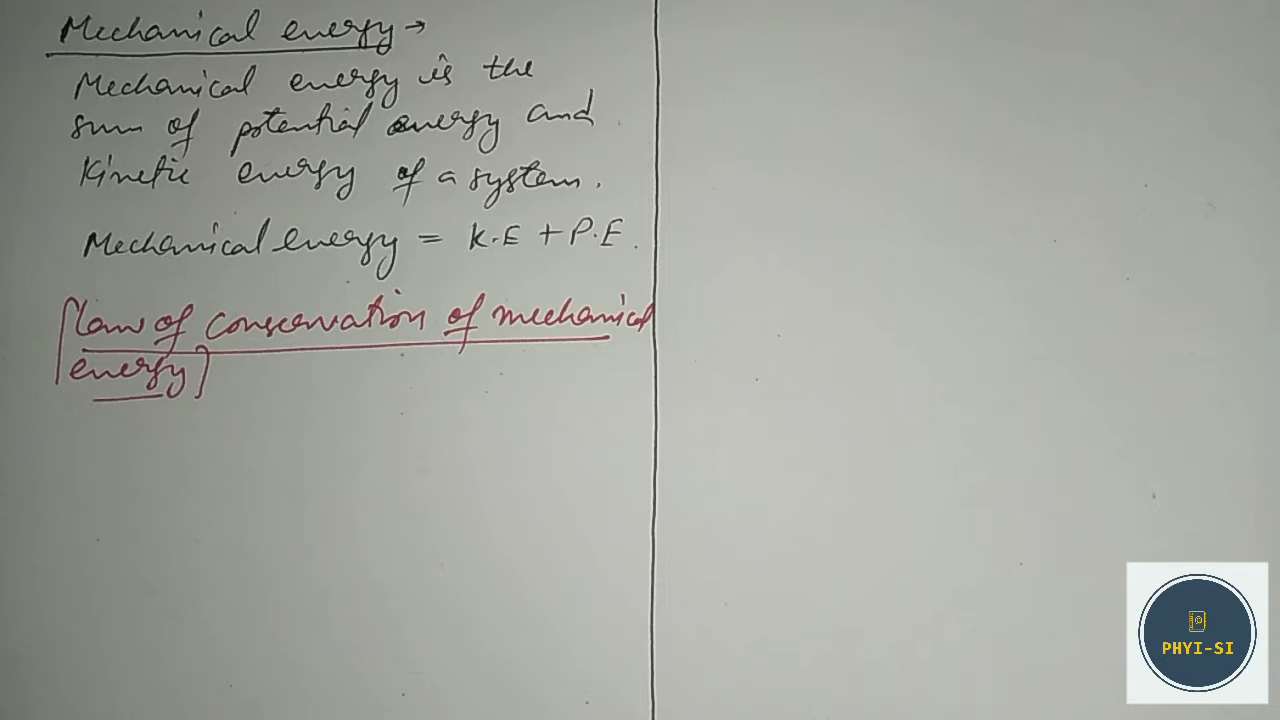 Mechanical energy →
Mechanical energy is the
sum of potential energy and
Kinetic energy of a system.
Mechanical energy = K.E + P.E.
[law of conservation of mechanical
energy]
PHYI-SI